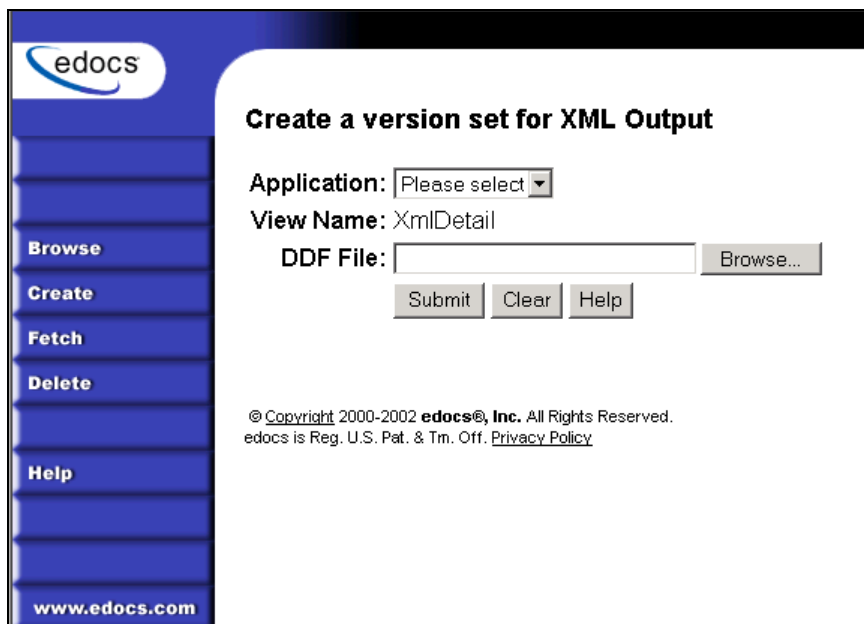 edocs
Create a version set for XML Output
Application: Please select
View Name: XmlDetail
DDF File: Browse...
Submit Clear Help
Browse
Create
Fetch
Delete
Help
www.edocs.com
© Copyright 2000-2002 edocs®, Inc. All Rights Reserved.
edocs is Reg. U.S. Pat. & Tm. Off. Privacy Policy